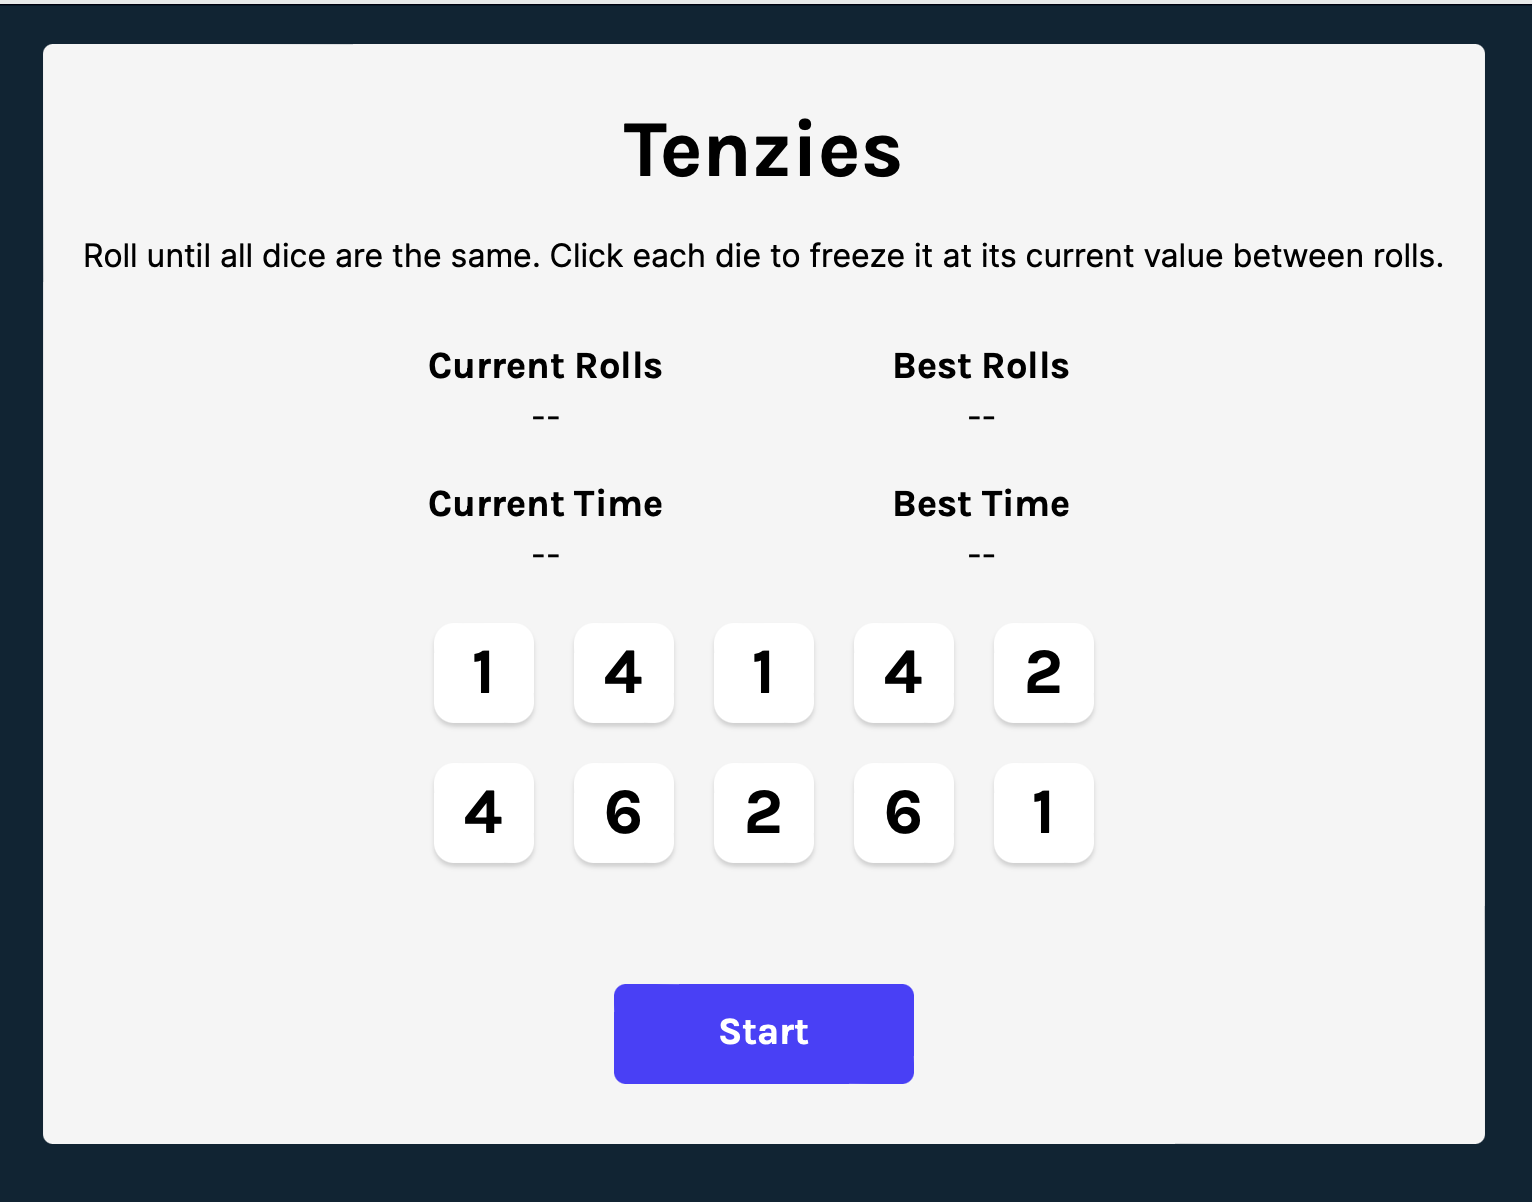 Tenzies
Roll until all dice are the same. Click each die to freeze it at its current value between rolls.
Current Rolls Best Rolls
-- --
Current Time Best Time
-- --
1 4 1 4 2
4 6 2 6 1
Start